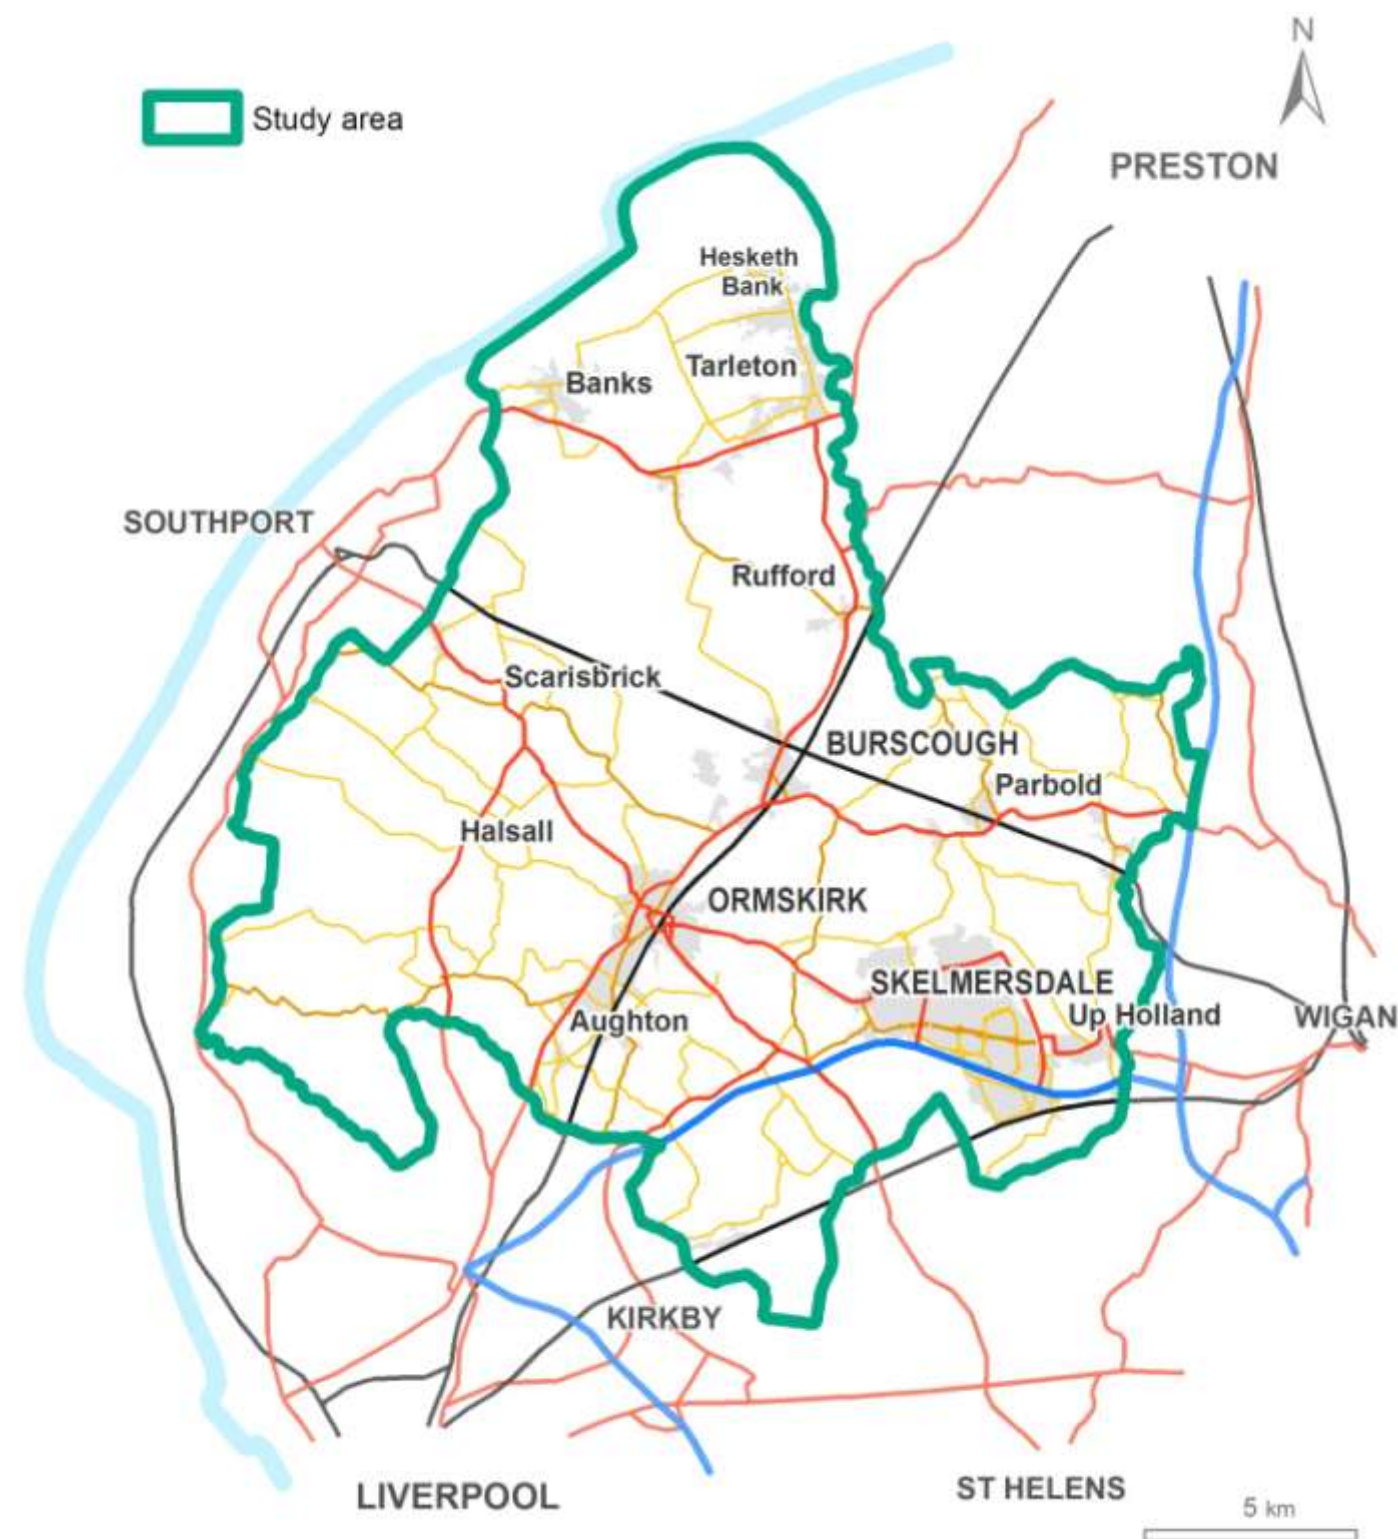 N
Study area
PRESTON
Hesketh
Bank
Tarleton
Banks
SOUTHPORT
Rufford
Scarisbrick
BURSCOUGH
Parbold
Halsall
ORMSKIRK
SKELMERSDALE
Up Holland
WIGAN
Aughton
KIRKBY
LIVERPOOL
ST HELENS
5 km